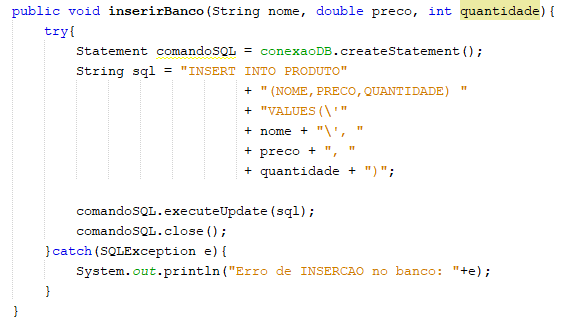 public void inserirBanco(String nome, double preco, int quantidade){
try{
Statement comandoSQL = conexaoDB.createStatement();
String sql = "INSERT INTO PRODUTO"
+ "(NOME,PRECO,QUANTIDADE) "
+ "VALUES(\'"
+ nome + "\', "
+ preco + ", "
+ quantidade + ")";
comandoSQL.executeUpdate(sql);
comandoSQL.close();
}catch(SQLException e){
System.out.println("Erro de INSERCAO no banco: "+e);
}
}